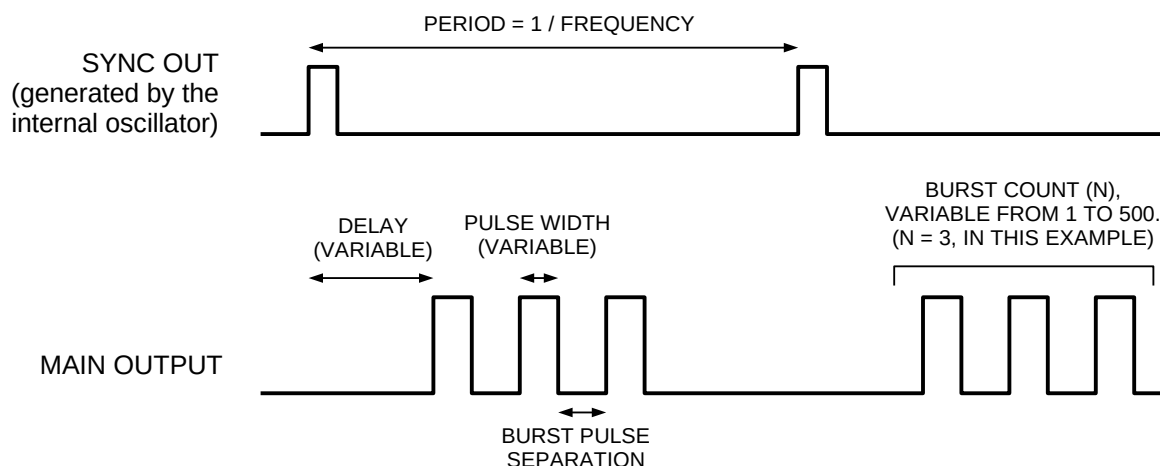 PERIOD = 1 / FREQUENCY
SYNC OUT
(generated by the
internal oscillator)
BURST COUNT (N),
VARIABLE FROM 1 TO 500.
(N = 3, IN THIS EXAMPLE)
DELAY
(VARIABLE)
PULSE WIDTH
(VARIABLE)
MAIN OUTPUT
BURST PULSE
SEPARATION